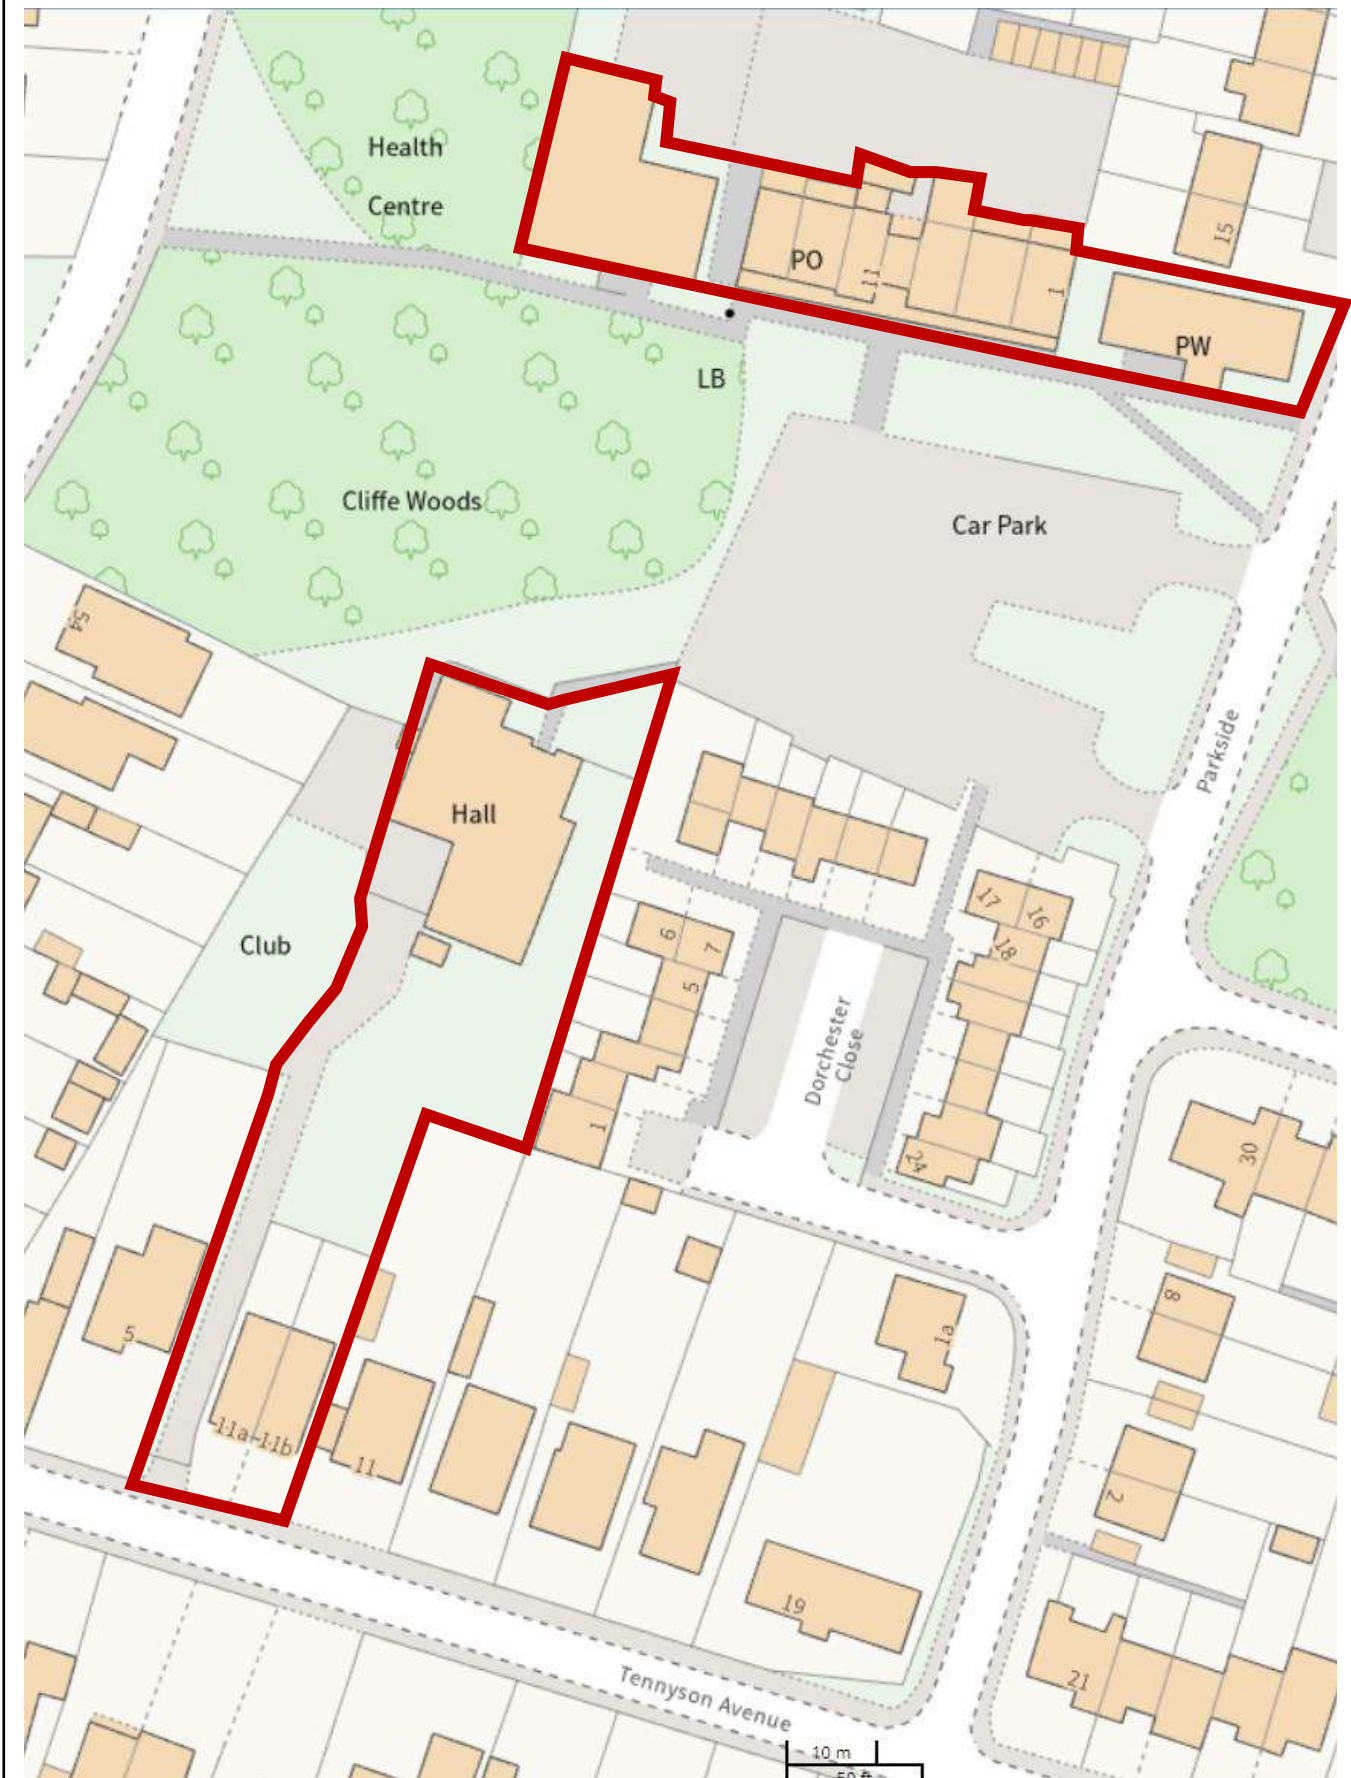 Health
Centre
15
PO
11
1
PW
LB
Cliffe Woods
Car Park
54
Parkside
Hall
17
16
18
6
7
Club
5
Dorchester
Close
1
24
30
8
5
1a
11a-11b
11
2
19
21
Tennyson Avenue
10 m
50 ft